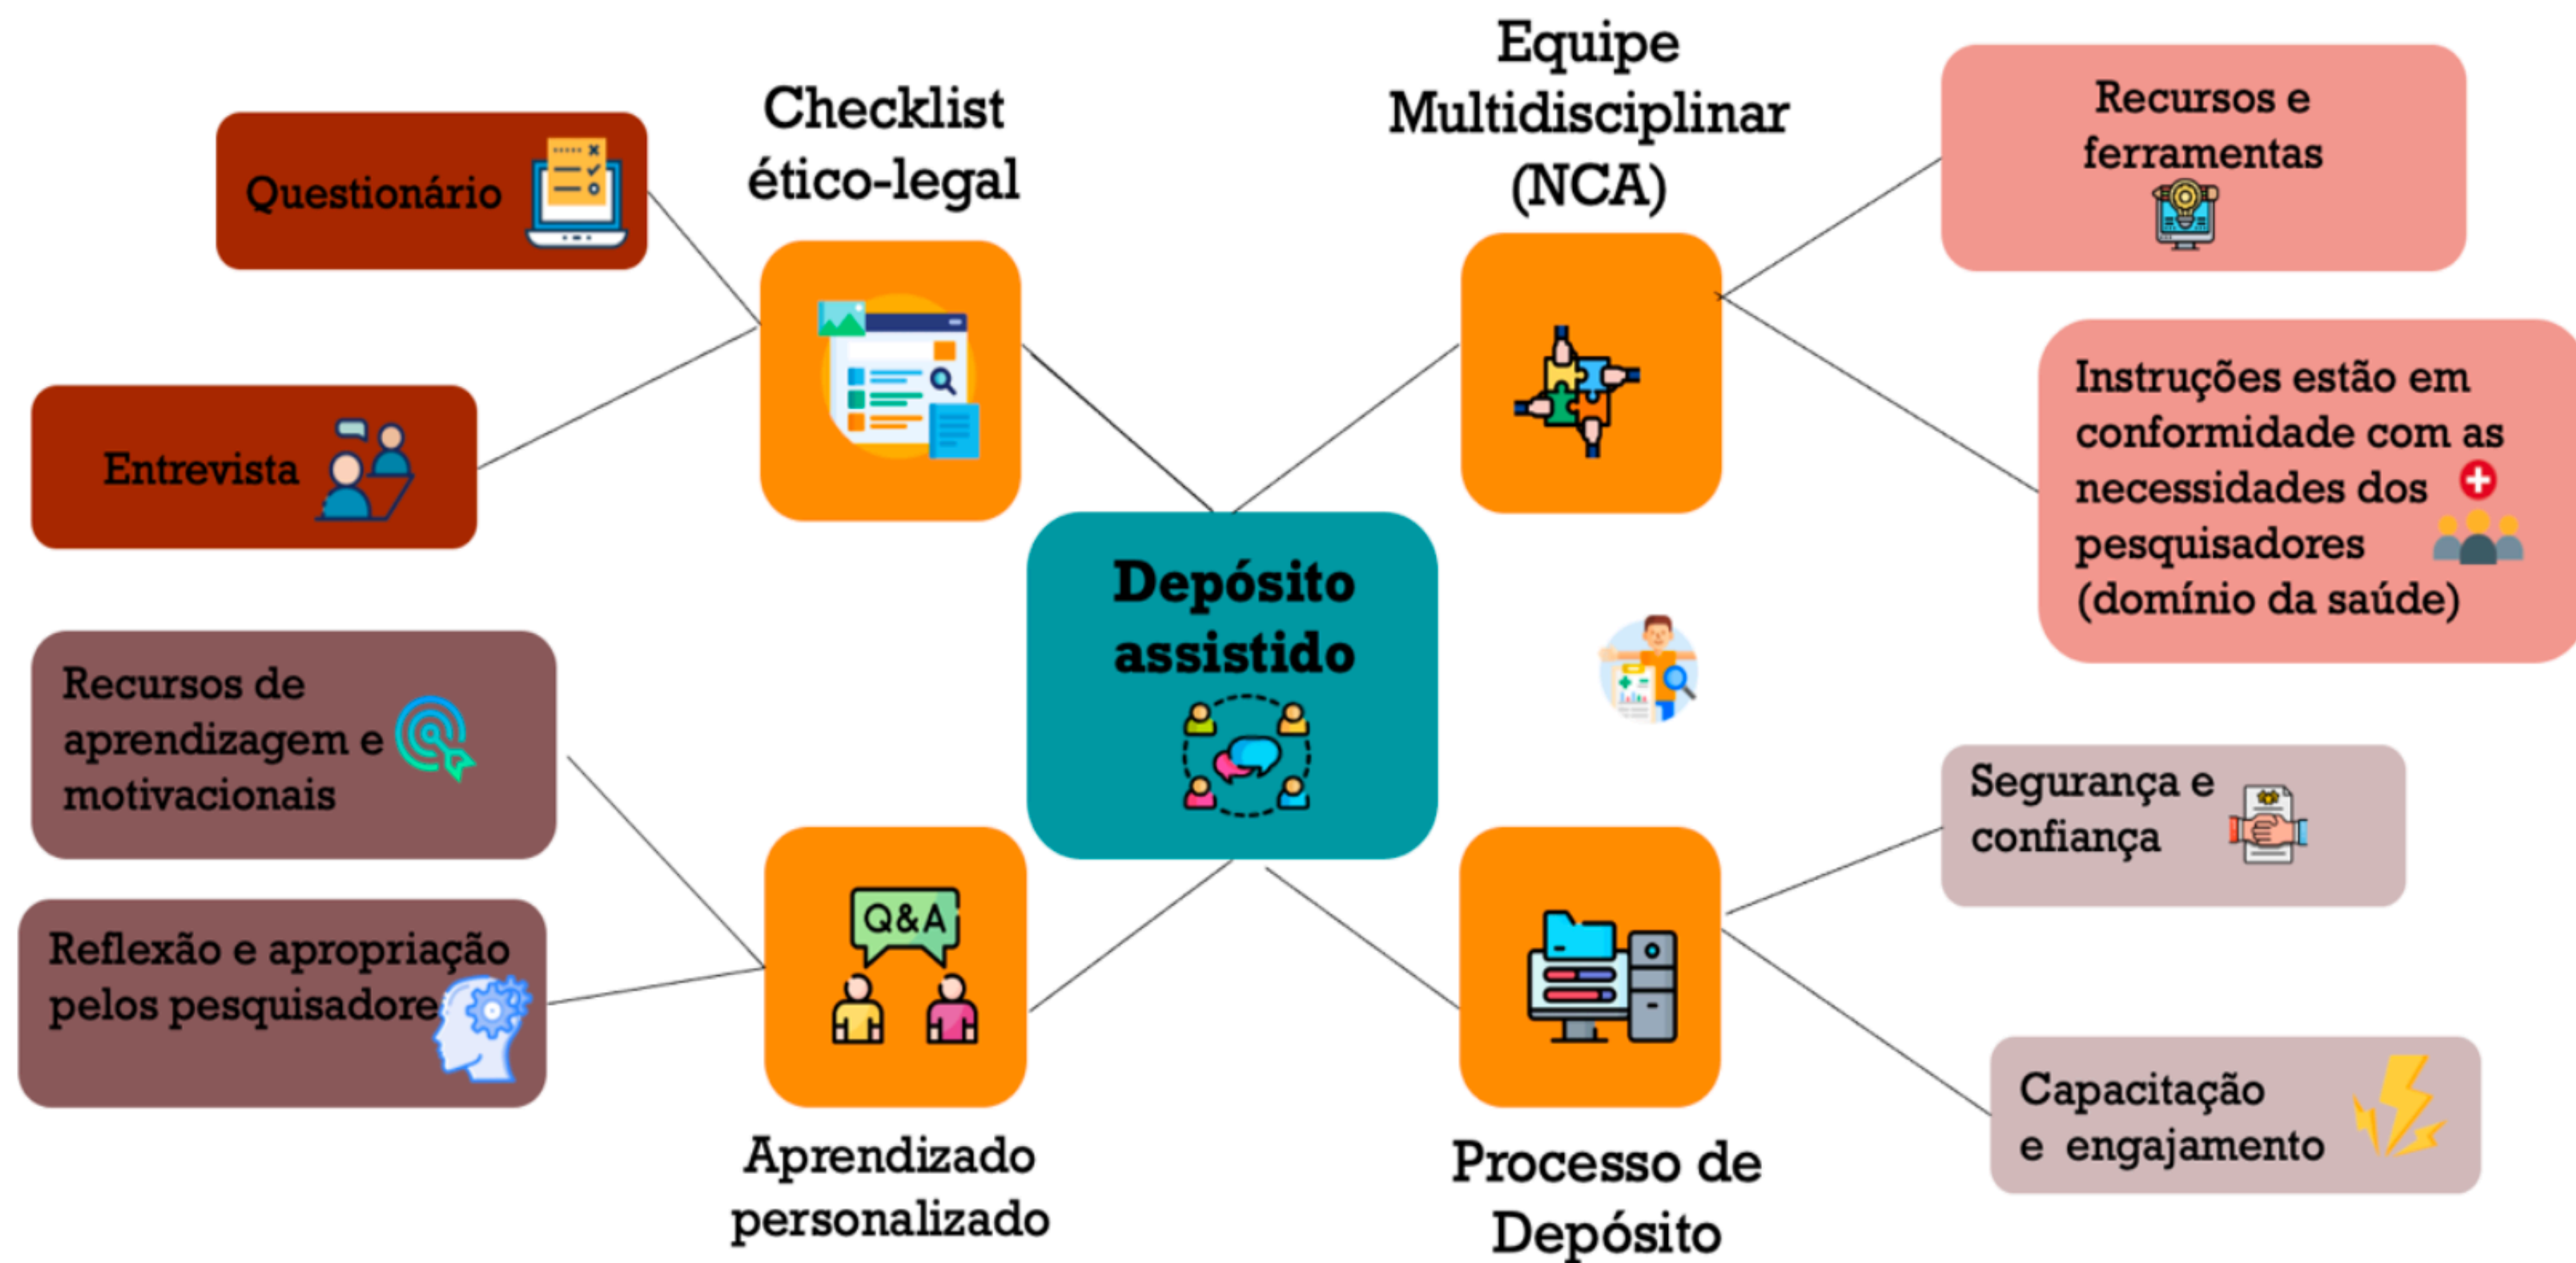 Equipe
Multidisciplinar
(NCA)
Checklist
ético-legal
Recursos e
ferramentas
Questionário
Entrevista
Instruções estão em
conformidade com as
necessidades dos
pesquisadores
(domínio da saúde)
Depósito
assistido
Recursos de
aprendizagem e
motivacionais
Reflexão e apropriação
pelos pesquisadore
Segurança e
confiança
Q&A
Capacitação
e engajamento
Aprendizado
personalizado
Processo de
Depósito